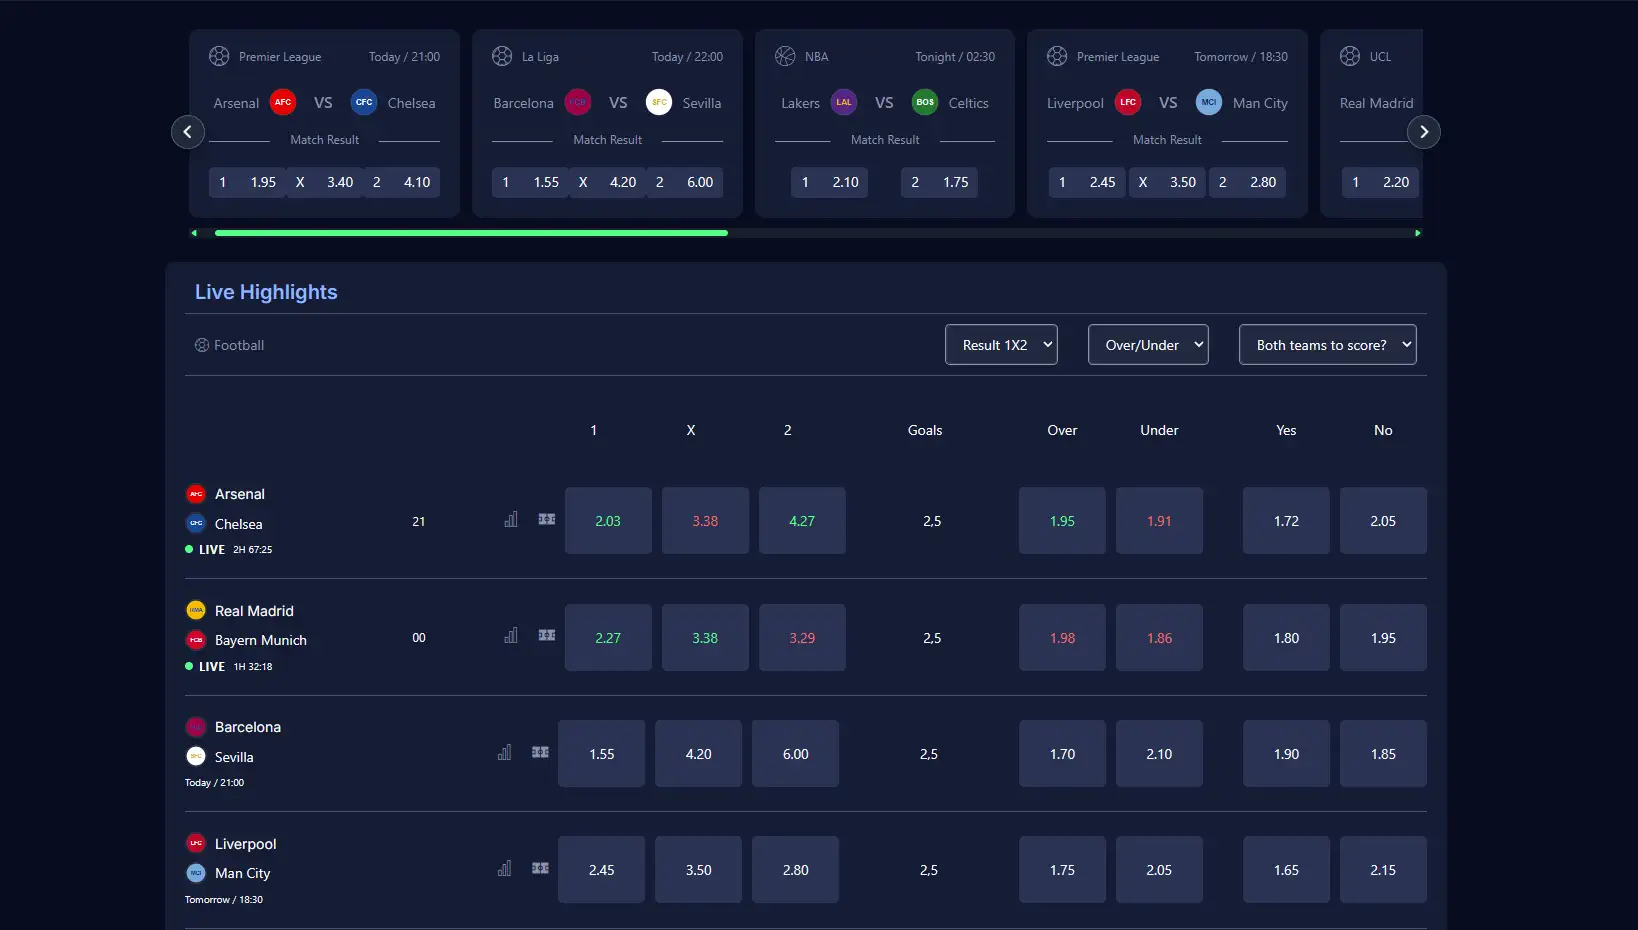 Premier League Today / 21:00
Arsenal AFC VS CFC Chelsea
Match Result
1 1.95 X 3.40 2 4.10
La Liga Today / 22:00
Barcelona FCB VS SFC Sevilla
Match Result
1 1.55 X 4.20 2 6.00
NBA Tonight / 02:30
Lakers LAL VS BOS Celtics
Match Result
1 2.10 2 1.75
Premier League Tomorrow / 18:30
Liverpool LFC VS MCI Man City
Match Result
1 2.45 X 3.50 2 2.80
UCL
Real Madrid
1 2.20
Live Highlights
Football Result 1X2 Over/Under Both teams to score?
1 X 2 Goals Over Under Yes No
AFC Arsenal
CFC Chelsea
LIVE 2H 67:25
21 2.03 3.38 4.27 2,5 1.95 1.91 1.72 2.05
RMA Real Madrid
FCB Bayern Munich
LIVE 1H 32:18
00 2.27 3.38 3.29 2,5 1.98 1.86 1.80 1.95
Barcelona
SFC Sevilla
Today / 21:00
1.55 4.20 6.00 2,5 1.70 2.10 1.90 1.85
LFC Liverpool
MCI Man City
Tomorrow / 18:30
2.45 3.50 2.80 2,5 1.75 2.05 1.65 2.15